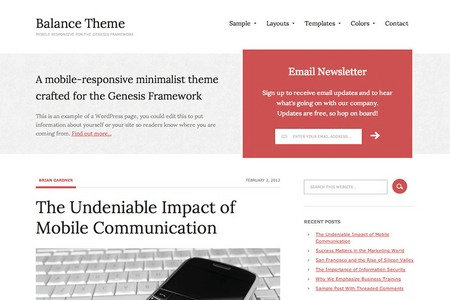 Balance Theme
MOBILE RESPONSIVE FOR THE GENESIS FRAMEWORK
Sample
Layouts
Templates
Colors
Contact
A mobile-responsive minimalist theme
crafted for the Genesis Framework
This is an example of a WordPress page, you could edit this to put
information about yourself or your site so readers know where you are
coming from. Find out more...
Email Newsletter
Sign up to receive email updates and to hear
what's going on with our company.
Updates are free, so hop on board!
ENTER YOUR EMAIL ADDRESS...
BRIAN GARDNER
FEBRUARY 2, 2012
The Undeniable Impact of
Mobile Communication
SEARCH THIS WEBSITE...
RECENT POSTS
The Undeniable Impact of Mobile
Communication
Success Matters in the Marketing World
San Francisco and the Rise of Silicon Valley
The Importance of Information Security
Why We Emphasize Business Training
Sample Post With Threaded Comments